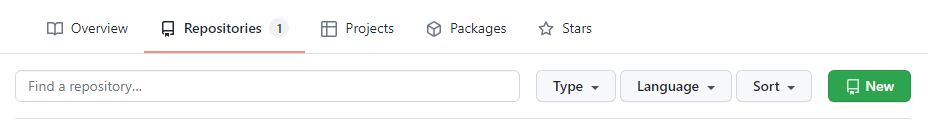 Overview Repositories 1 Projects Packages Stars
Find a repository... Type Language Sort New